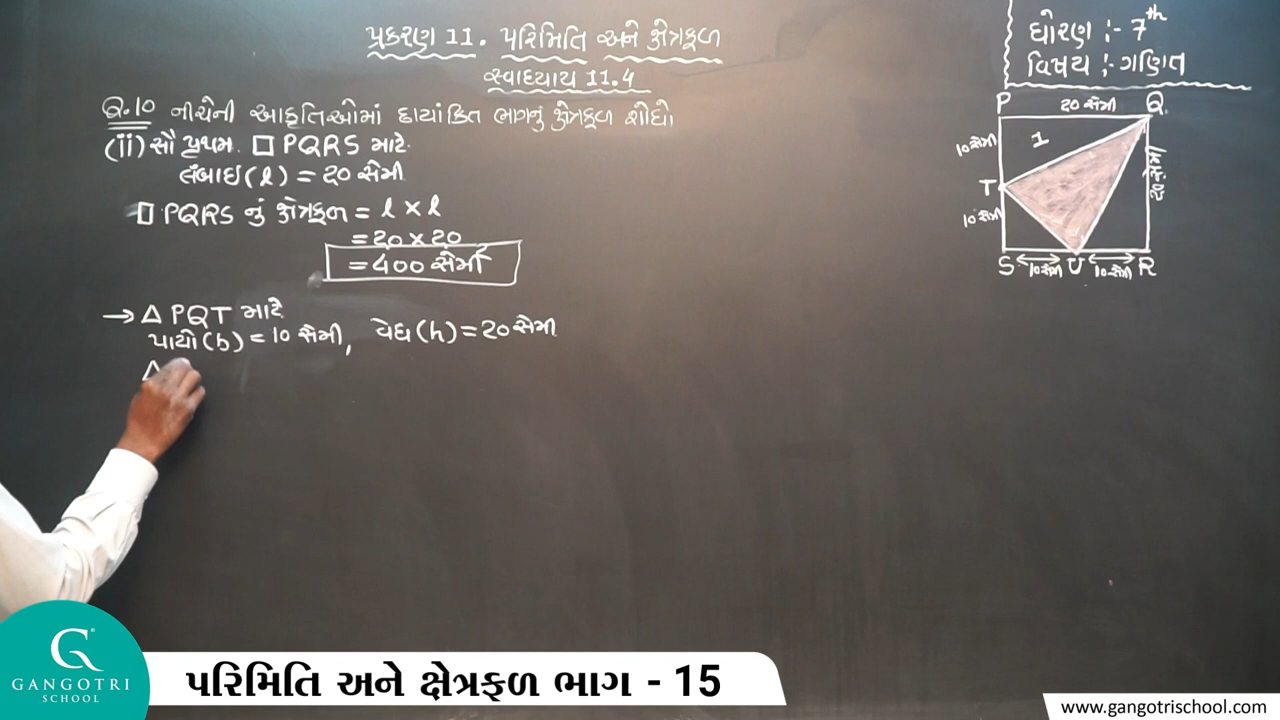 પ્રકરણ 11. પરિમિતિ અને ક્ષેત્રફળ
સ્વાધ્યાય 11.4
ધોરણ :- 7th
વિષય :- ગણિત
Q.10 નીચેની આકૃતિઓમાં છાયાંકિત ભાગનું ક્ષેત્રફળ શોધો
(ii) સૌ પ્રથમ. □ PQRS માટે
લંબાઇ (l) = 20 સેમી
□ PQRS નું ક્ષેત્રફળ = l × l
= 20 × 20
= 400 સેમી²
→ △ PQT માટે
પાયો (b) = 10 સેમી, વેધ (h) = 20 સેમી
△
P 20 સેમી Q
10 સેમી 1 20 સેમી
T
10 સેમી
S 10 સેમી U 10 સેમી R
G
GANGOTRI
SCHOOL
પરિમિતિ અને ક્ષેત્રફળ ભાગ - 15
www.gangotrischool.com